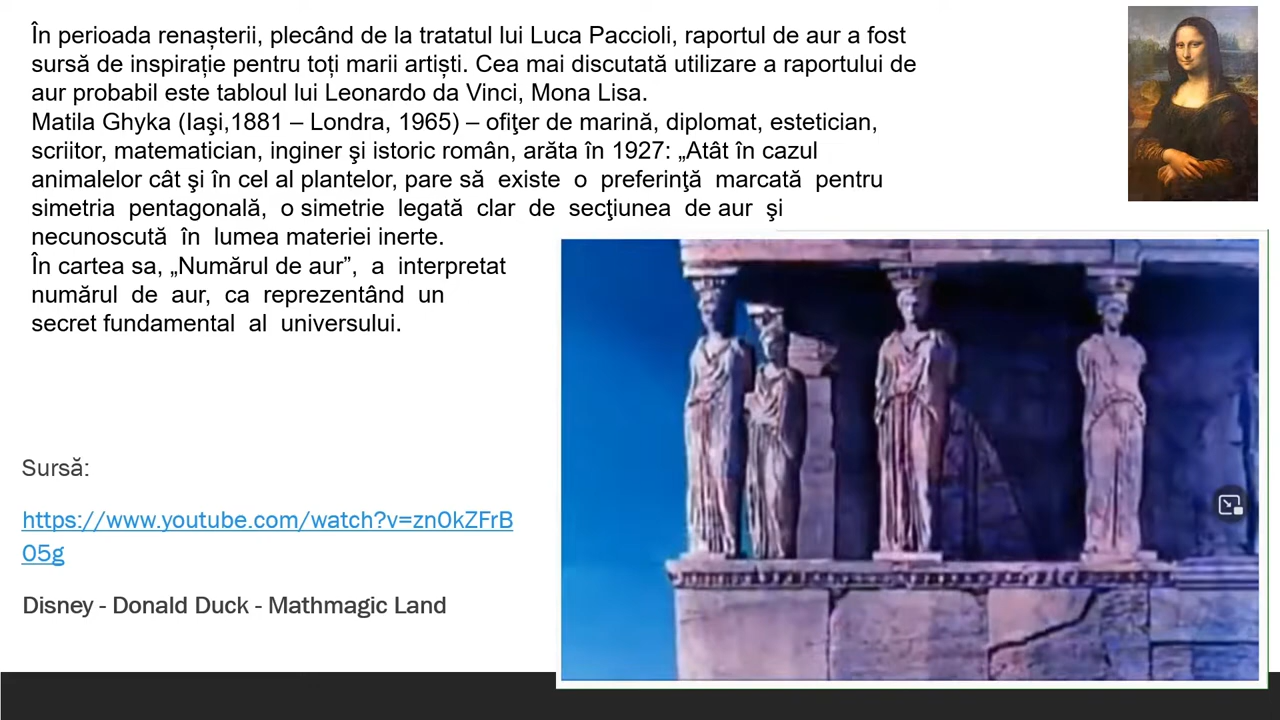 În perioada renașterii, plecând de la tratatul lui Luca Paccioli, raportul de aur a fost
sursă de inspirație pentru toți marii artiști. Cea mai discutată utilizare a raportului de
aur probabil este tabloul lui Leonardo da Vinci, Mona Lisa.
Matila Ghyka (Iaşi,1881 – Londra, 1965) – ofiţer de marină, diplomat, estetician,
scriitor, matematician, inginer şi istoric român, arăta în 1927: „Atât în cazul
animalelor cât şi în cel al plantelor, pare să existe o preferinţă marcată pentru
simetria pentagonală, o simetrie legată clar de secţiunea de aur şi
necunoscută în lumea materiei inerte.
În cartea sa, „Numărul de aur”, a interpretat
numărul de aur, ca reprezentând un
secret fundamental al universului.
Sursă:
https://www.youtube.com/watch?v=zn0kZFrB
05g
Disney - Donald Duck - Mathmagic Land